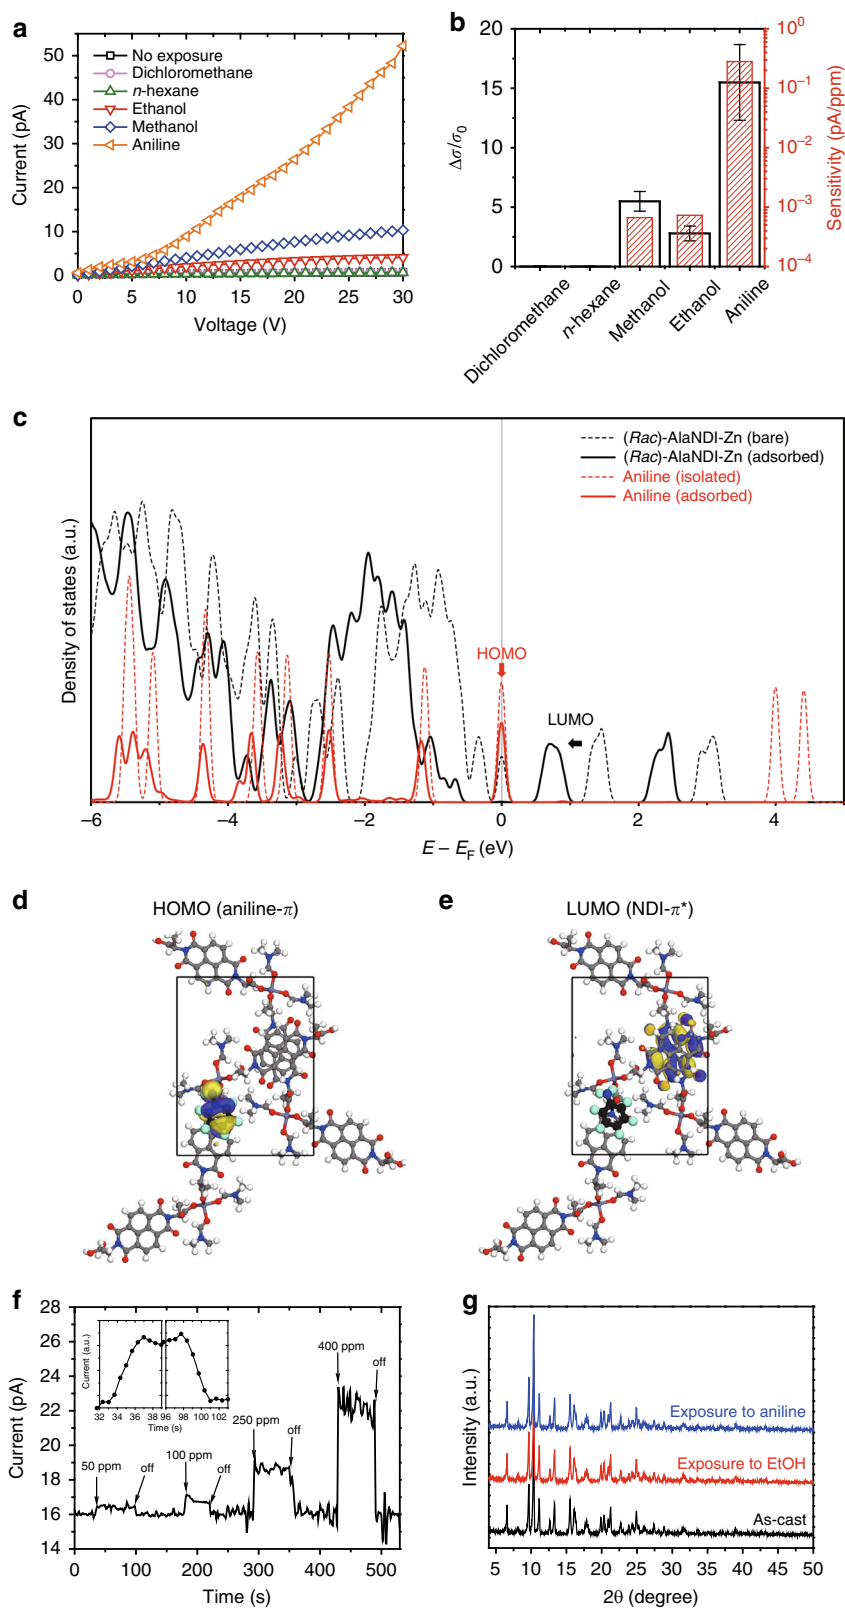 a
Current (pA)
50
40
30
20
10
0
No exposure
Dichloromethane
n-hexane
Ethanol
Methanol
Aniline
0 5 10 15 20 25 30
Voltage (V)
b
Δσ/σ0
20
15
10
5
0
10^0
10^–1
10^–2
10^–3
10^–4
Sensitivity (pA/ppm)
Dichloromethane
n-hexane
Methanol
Ethanol
Aniline
c
Density of states (a.u.)
(Rac)-AlaNDI-Zn (bare)
(Rac)-AlaNDI-Zn (adsorbed)
Aniline (isolated)
Aniline (adsorbed)
HOMO
LUMO
–6 –4 –2 0 2 4
E – EF (eV)
d
HOMO (aniline-π)
e
LUMO (NDI-π*)
f
Current (pA)
28
26
24
22
20
18
16
14
Current (a.u.)
32 34 36 38 96 98 100 102
Time (s)
50 ppm
off
100 ppm
off
250 ppm
off
400 ppm
off
0 100 200 300 400 500
Time (s)
g
Intensity (a.u.)
Exposure to aniline
Exposure to EtOH
As-cast
5 10 15 20 25 30 35 40 45 50
2θ (degree)